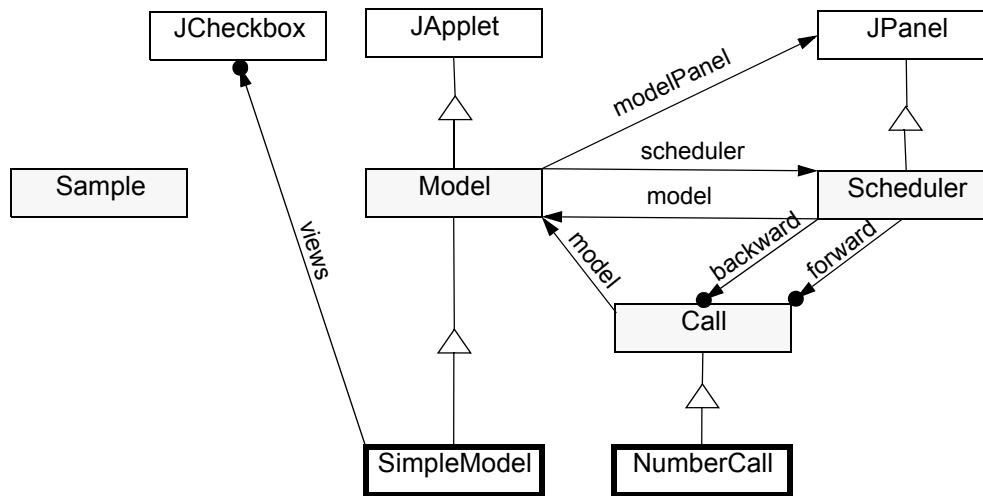 JCheckbox
JApplet
JPanel
modelPanel
scheduler
Sample
Model
Scheduler
model
views
model
backward
forward
Call
SimpleModel
NumberCall